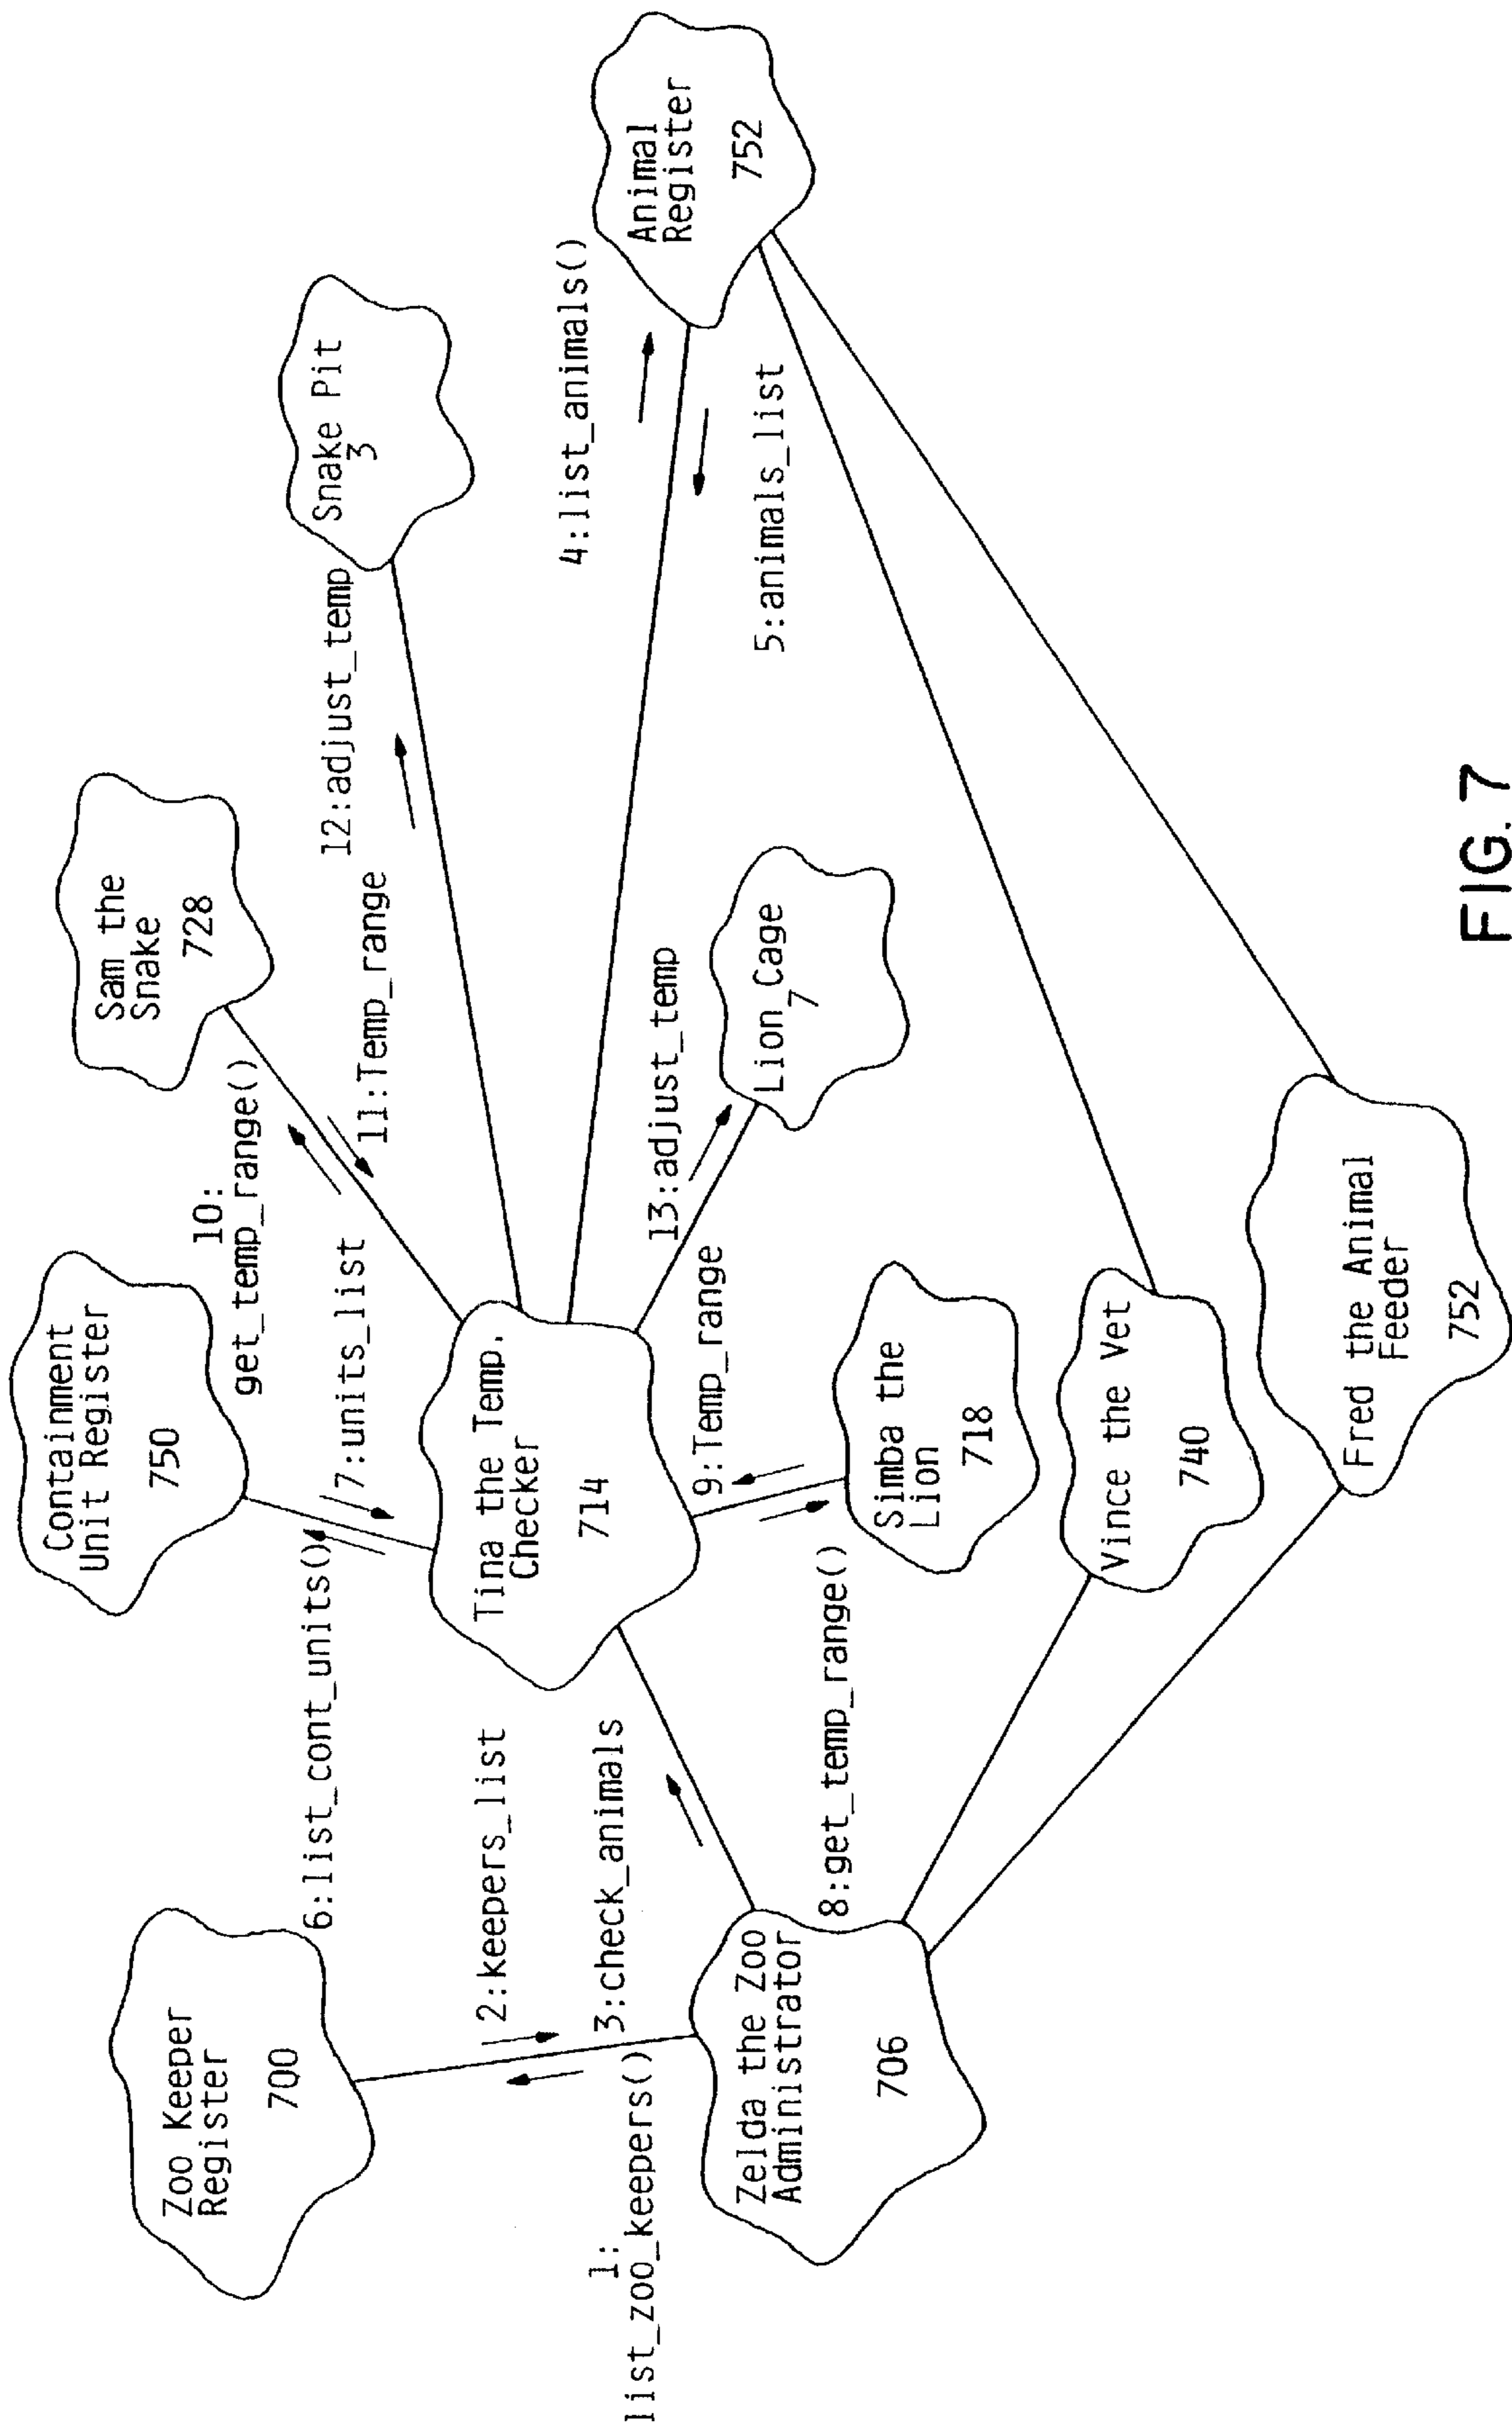 Zoo Keeper
Register
700
Containment
Unit Register
750
Sam the
Snake
728
Snake Pit
3
6:list_cont_units()
7:units_list
10:
get_temp_range()
11:Temp_range
12:adjust_temp
2:keepers_list
3:check_animals
1:
list_zoo_keepers()
Tina the Temp.
Checker
714
4:list_animals()
5:animals_list
Animal
Register
752
13:adjust_temp
9:Temp_range
Lion Cage
7
Zelda the Zoo
Administrator
706
8:get_temp_range()
Simba the
Lion
718
Vince the Vet
740
Fred the Animal
Feeder
752
FIG. 7